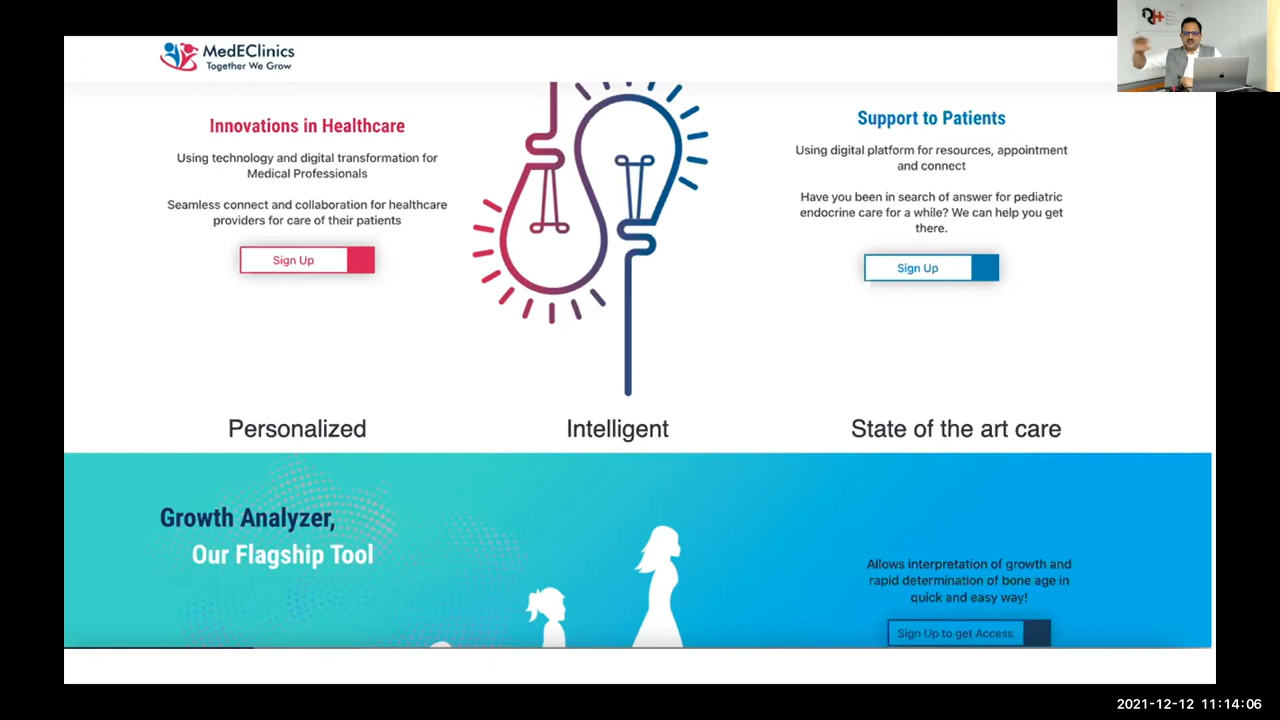 MedEClinics
Together We Grow
Innovations in Healthcare
Using technology and digital transformation for
Medical Professionals
Seamless connect and collaboration for healthcare
providers for care of their patients
Sign Up
Support to Patients
Using digital platform for resources, appointment
and connect
Have you been in search of answer for pediatric
endocrine care for a while? We can help you get
there.
Sign Up
Personalized
Intelligent
State of the art care
Growth Analyzer,
Our Flagship Tool
Allows interpretation of growth and
rapid determination of bone age in
quick and easy way!
Sign Up to get Access
2021-12-12 11:14:06